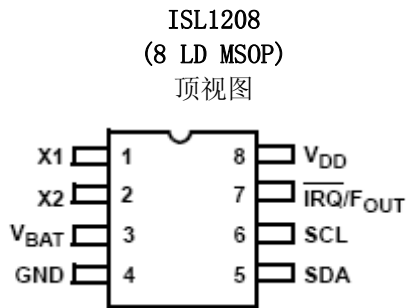 ISL1208
(8 LD MSOP)
顶视图
X1 1 8 VDD
X2 2 7 IRQ/FOUT
VBAT 3 6 SCL
GND 4 5 SDA